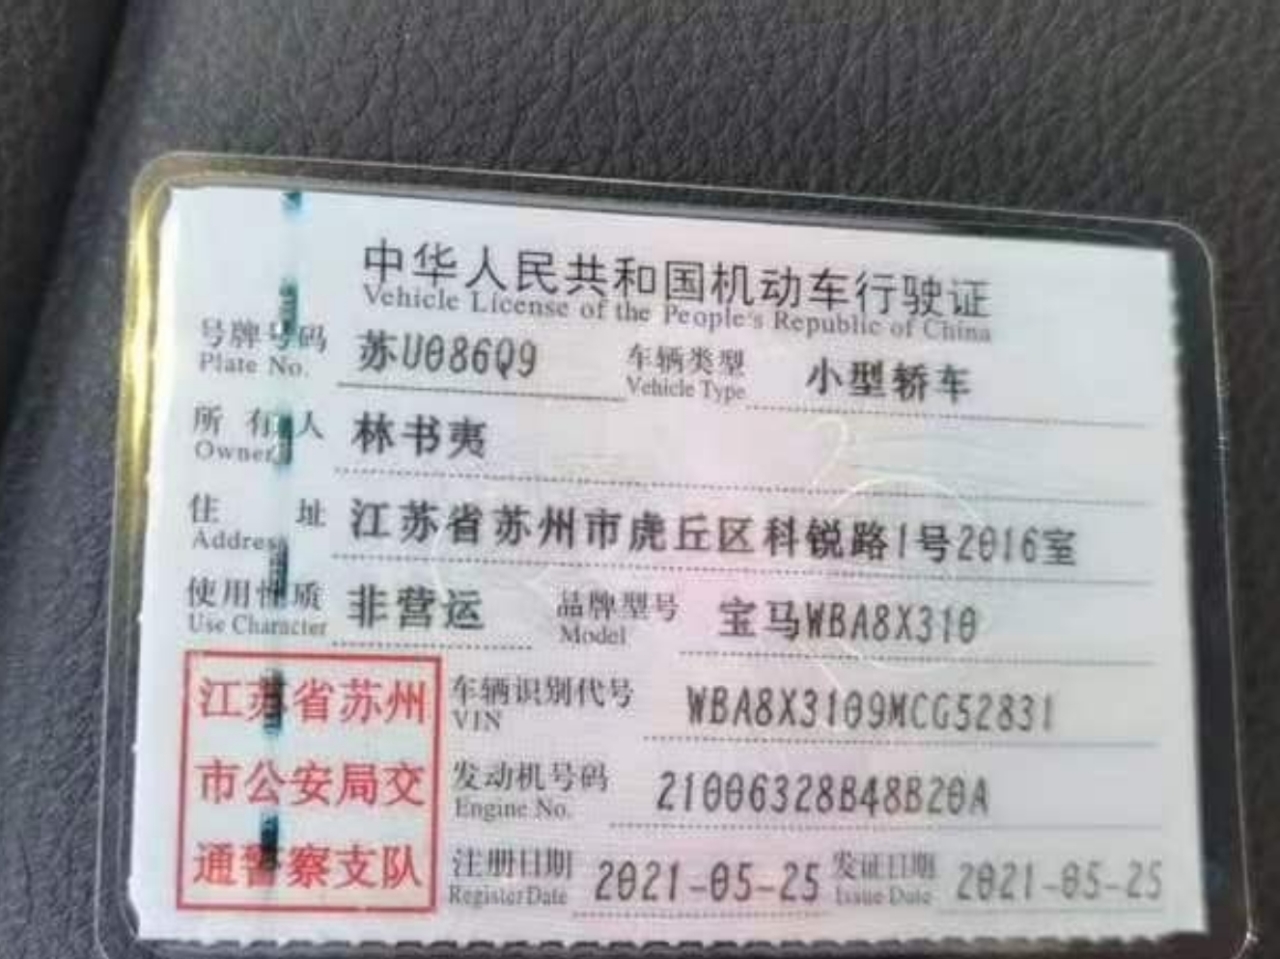 中华人民共和国机动车行驶证
Vehicle License of the People's Republic of China
号牌号码 苏U086Q9 车辆类型 小型轿车
Plate No. Vehicle Type
所有人 林书夷
Owner
住址 江苏省苏州市虎丘区科锐路1号2016室
Address
使用性质 非营运 品牌型号 宝马WBA8X310
Use Character Model
江苏省苏州
市公安局交
通警察支队
车辆识别代号 WBA8X3109MCG52831
VIN
发动机号码 21006328B48B20A
Engine No.
注册日期 2021-05-25 发证日期 2021-05-25
Register Date Issue Date